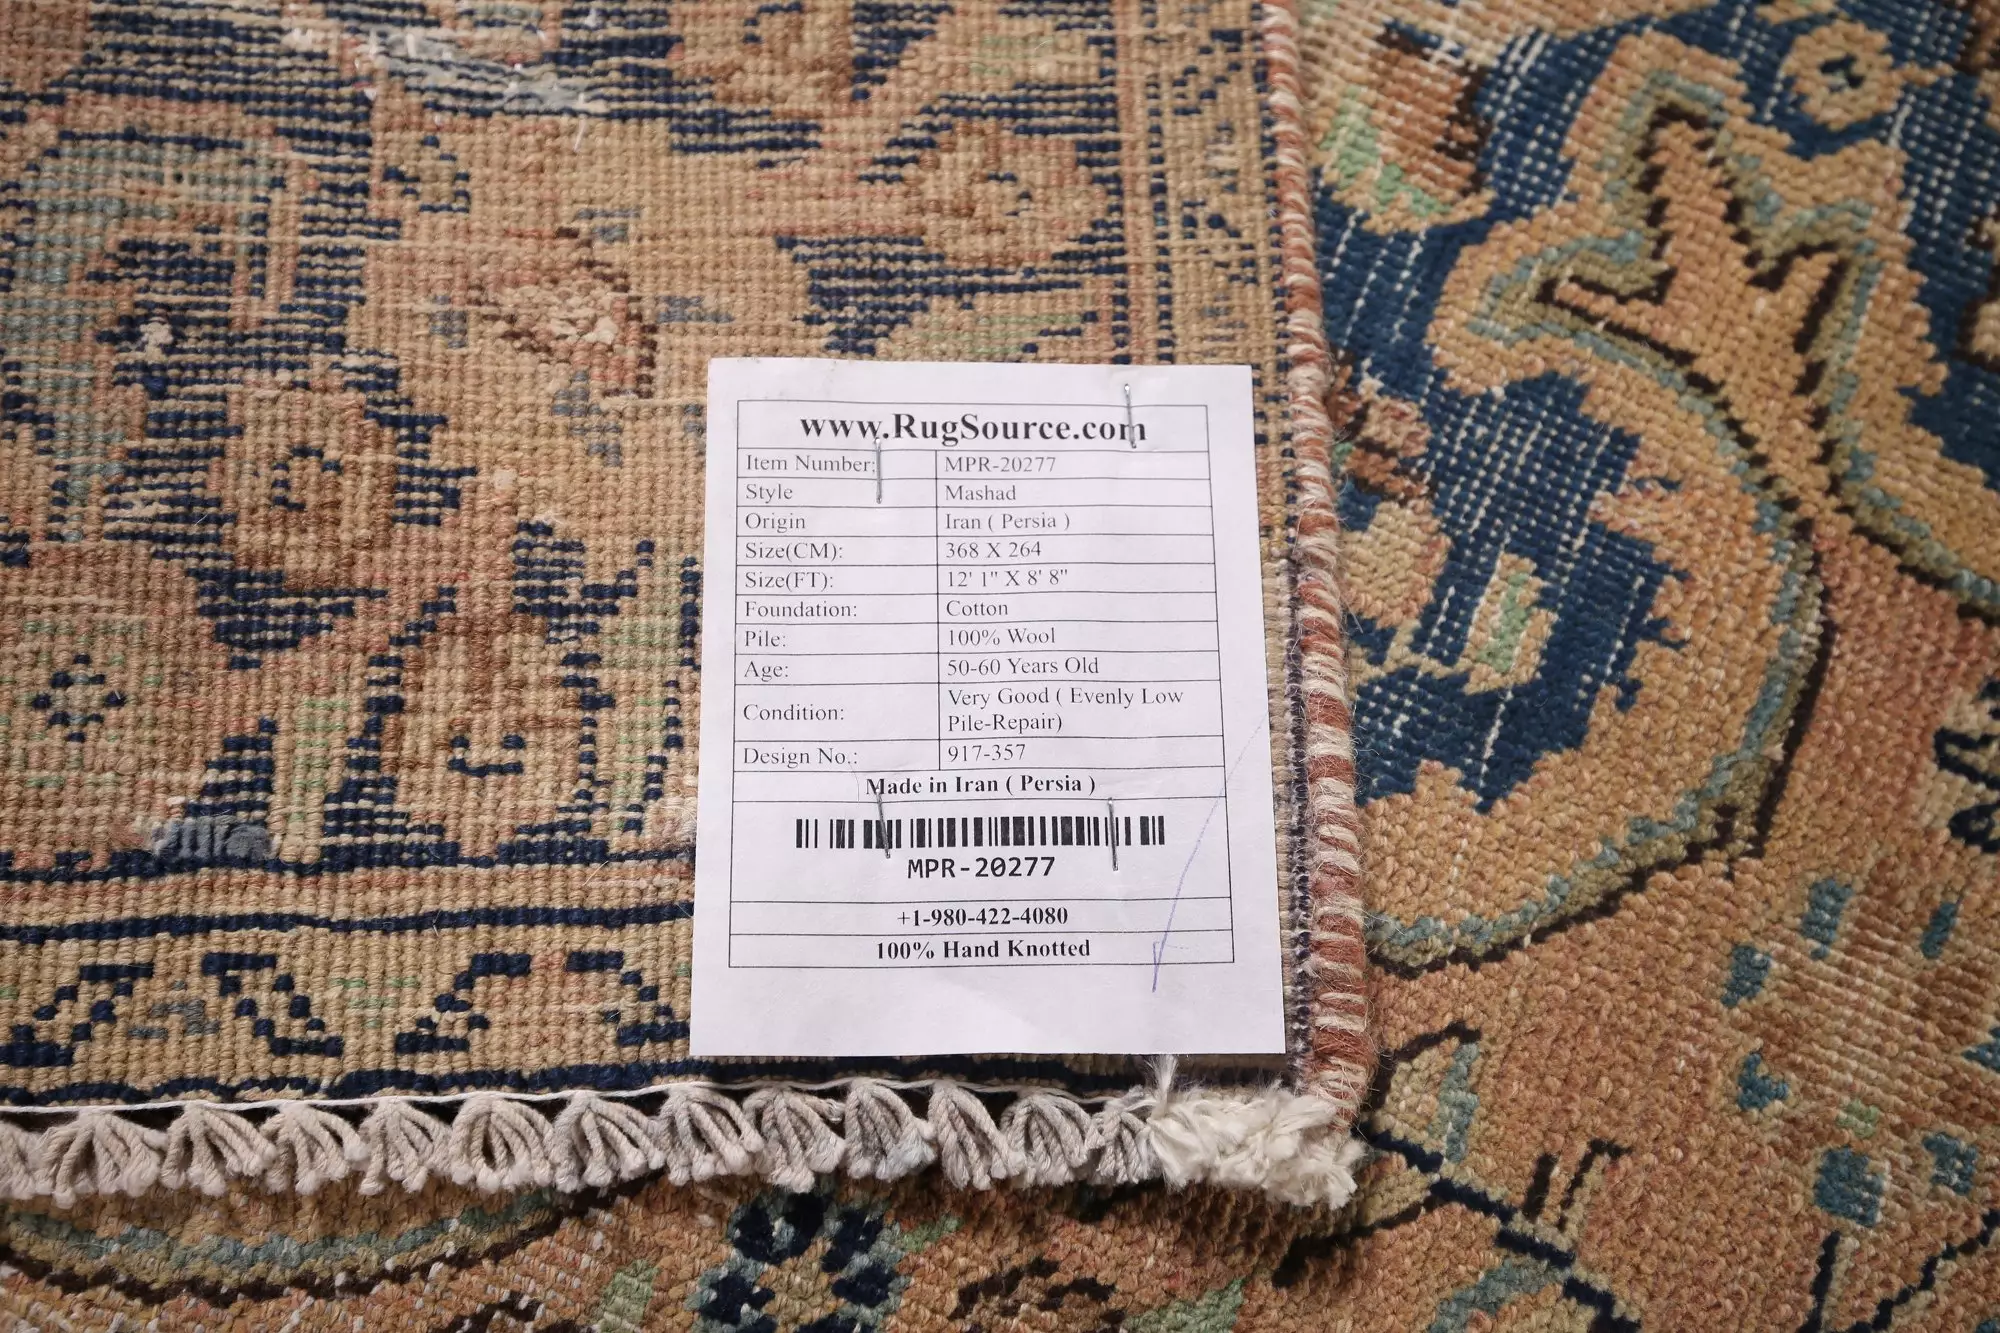 www.RugSource.com
Item Number: MPR-20277
Style Mashad
Origin Iran ( Persia )
Size(CM): 368 X 264
Size(FT): 12' 1" X 8' 8"
Foundation: Cotton
Pile: 100% Wool
Age: 50-60 Years Old
Condition: Very Good ( Evenly Low
Pile-Repair)
Design No.: 917-357
Made in Iran ( Persia )
MPR-20277
+1-980-422-4080
100% Hand Knotted